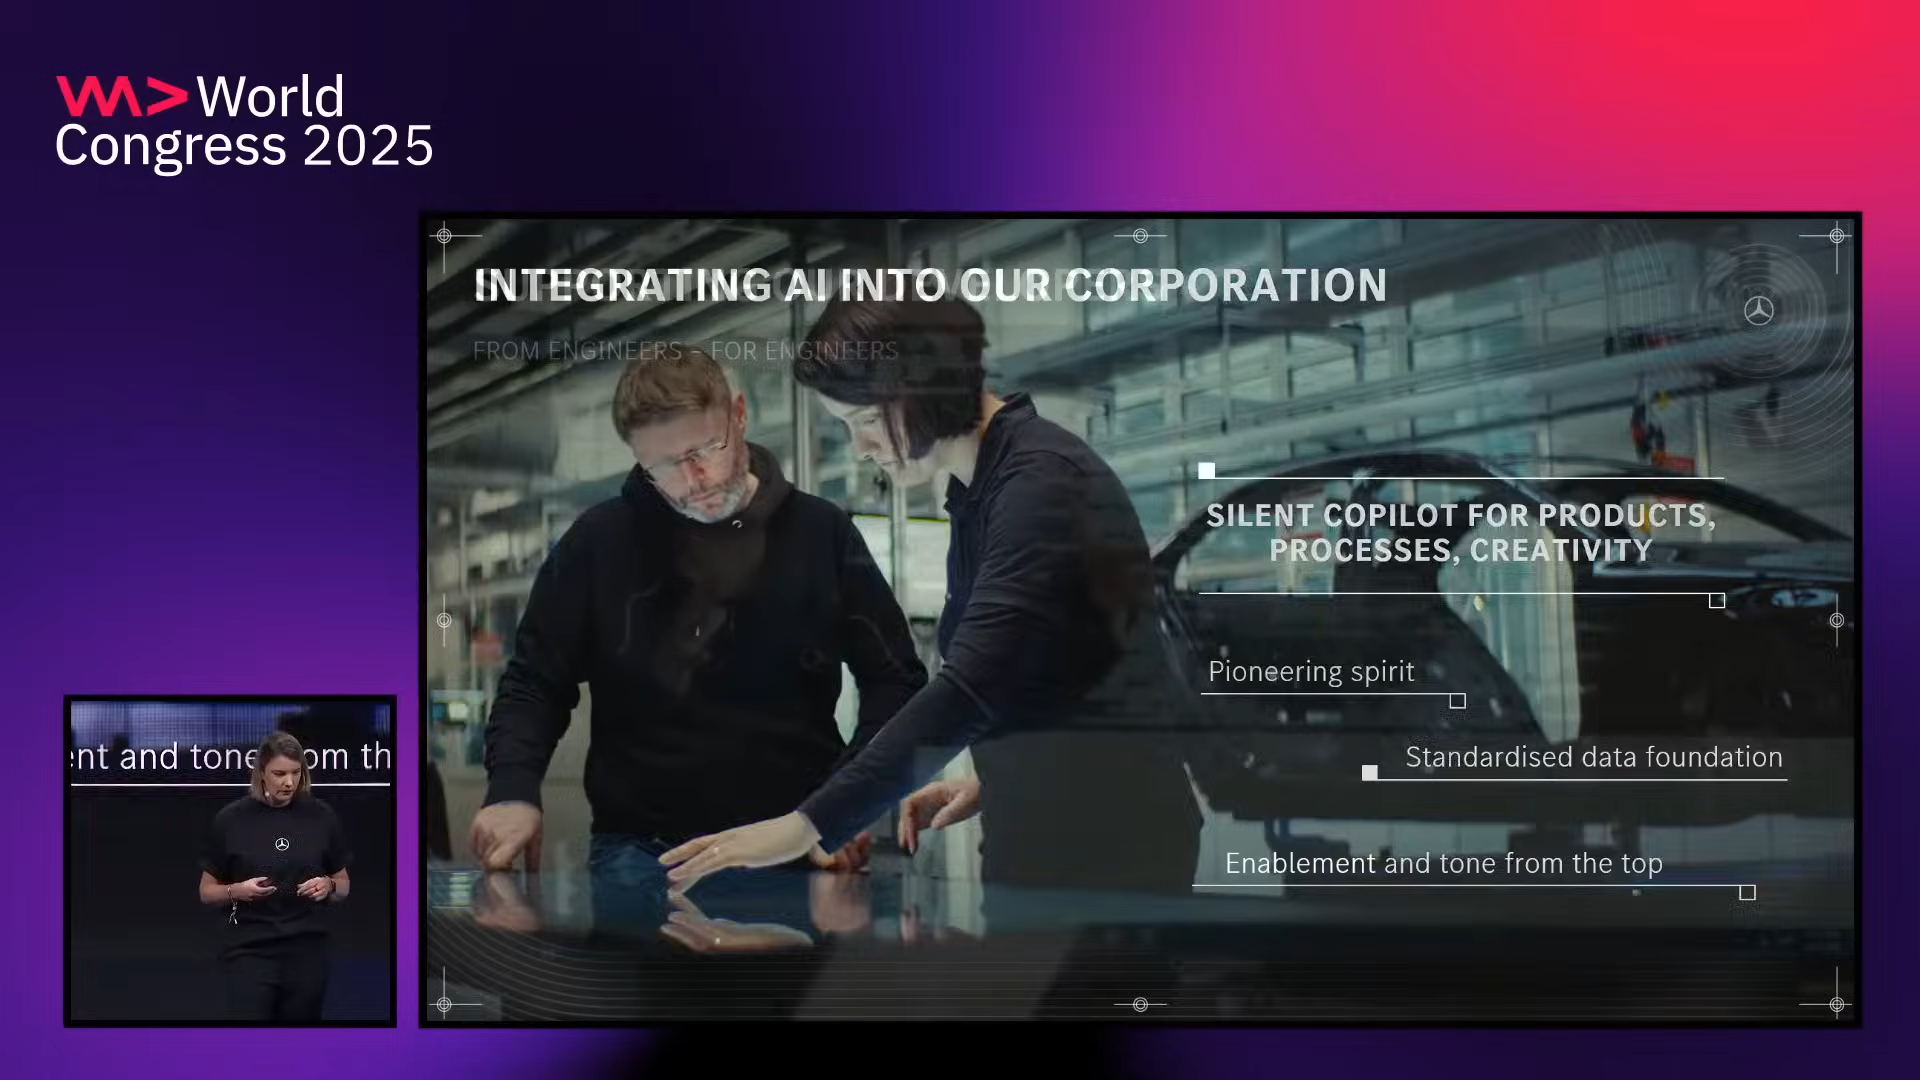 World
Congress 2025
INTEGRATING AI INTO OUR CORPORATION
FROM ENGINEERS – FOR ENGINEERS
SILENT COPILOT FOR PRODUCTS,
PROCESSES, CREATIVITY
Pioneering spirit
Standardised data foundation
Enablement and tone from the top
ent and tone om th